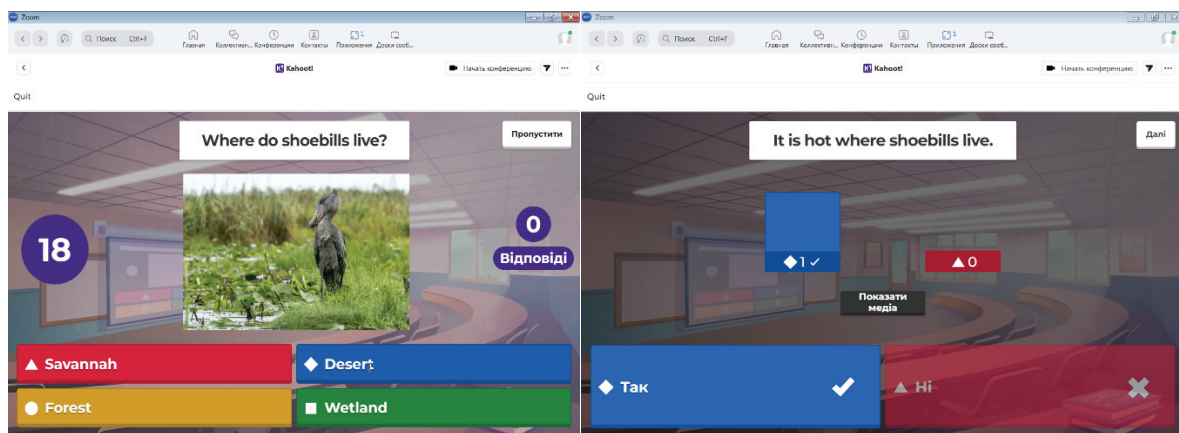 Zoom
Поиск Ctrl+F
Главная Коллективн... Конференции Контакты Приложения Доски сооб...
1
K! Kahoot!
Начать конференцию
Quit
Where do shoebills live?
Пропустити
18
0
Відповіді
Savannah
Desert
Forest
Wetland
Zoom
Поиск Ctrl+F
Главная Коллективн... Конференции Контакты Приложения Доски сооб...
1
K! Kahoot!
Начать конференцию
Quit
It is hot where shoebills live.
Далі
1
0
Показати
медіа
Так
Ні